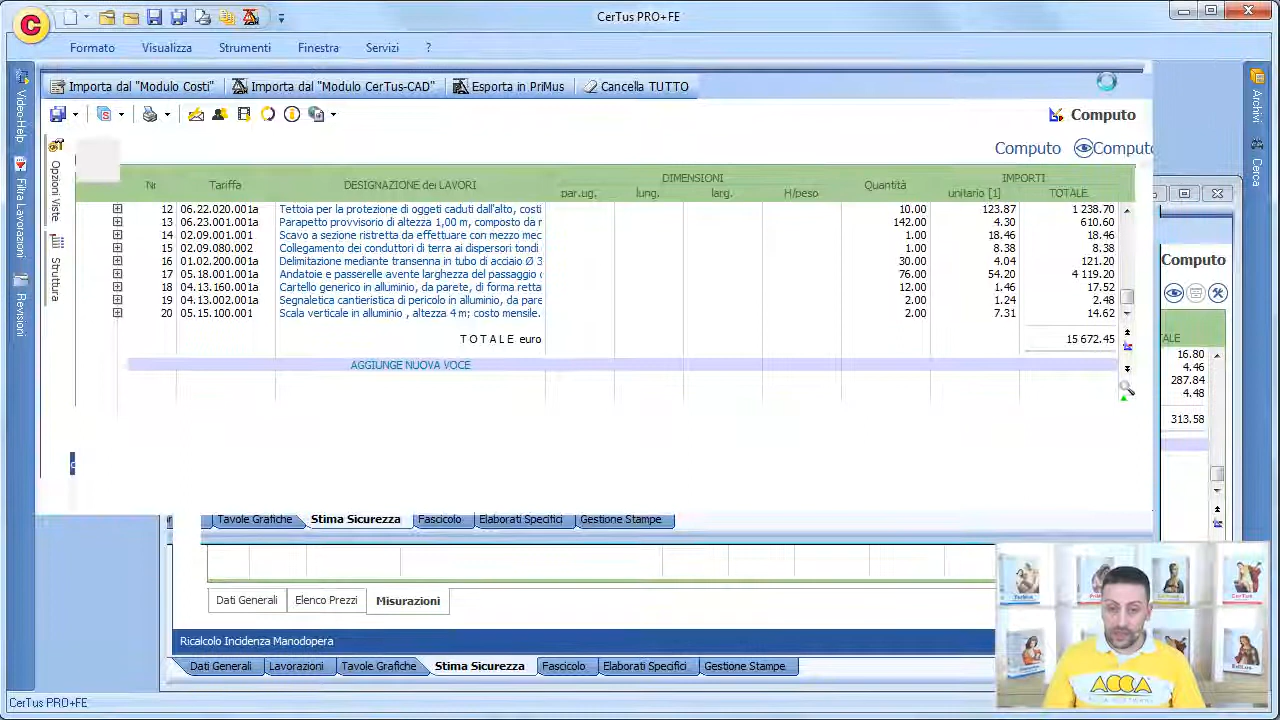 CerTus PRO+FE
Formato Visualizza Strumenti Finestra Servizi ?
Importa dal "Modulo Costi" Importa dal "Modulo CerTus-CAD" Esporta in PriMus Cancella TUTTO
Computo
Computo Comput
Video-Help
Filtra Lavorazioni
Revisioni
Opzioni Viste
Struttura
Archivi
Cerca
Nr Tariffa DESIGNAZIONE dei LAVORI DIMENSIONI Quantità IMPORTI
par.ug. lung. larg. H/peso unitario [1] TOTALE
12 06.22.020.001a Tettoia per la protezione di oggeti caduti dall'alto, costi 10.00 123.87 1 238.70
13 06.23.001.001a Parapetto provvisorio di altezza 1,00 m, composto da r 142.00 4.30 610.60
14 02.09.001.001 Scavo a sezione ristretta da effettuare con mezzo mec 1.00 18.46 18.46
15 02.09.080.002 Collegamento dei conduttori di terra ai dispersori tondi 1.00 8.38 8.38
16 01.02.200.001a Delimitazione mediante transenna in tubo di acciaio Ø 3 30.00 4.04 121.20
17 05.18.001.001a Andatoie e passerelle avente larghezza del passaggio 76.00 54.20 4 119.20
18 04.13.160.001a Cartello generico in alluminio, da parete, di forma retta 12.00 1.46 17.52
19 04.13.002.001a Segnaletica cantieristica di pericolo in alluminio, da pare 2.00 1.24 2.48
20 05.15.100.001 Scala verticale in alluminio , altezza 4 m; costo mensile. 2.00 7.31 14.62
T O T A L E euro 15 672.45
AGGIUNGE NUOVA VOCE
Computo
ALE
16.80
4.46
287.84
4.48
313.58
Tavole Grafiche Stima Sicurezza Fascicolo Elaborati Specifici Gestione Stampe
Dati Generali Elenco Prezzi Misurazioni
Ricalcolo Incidenza Manodopera
Dati Generali Lavorazioni Tavole Grafiche Stima Sicurezza Fascicolo Elaborati Specifici Gestione Stampe
CerTus PRO+FE
ACCA